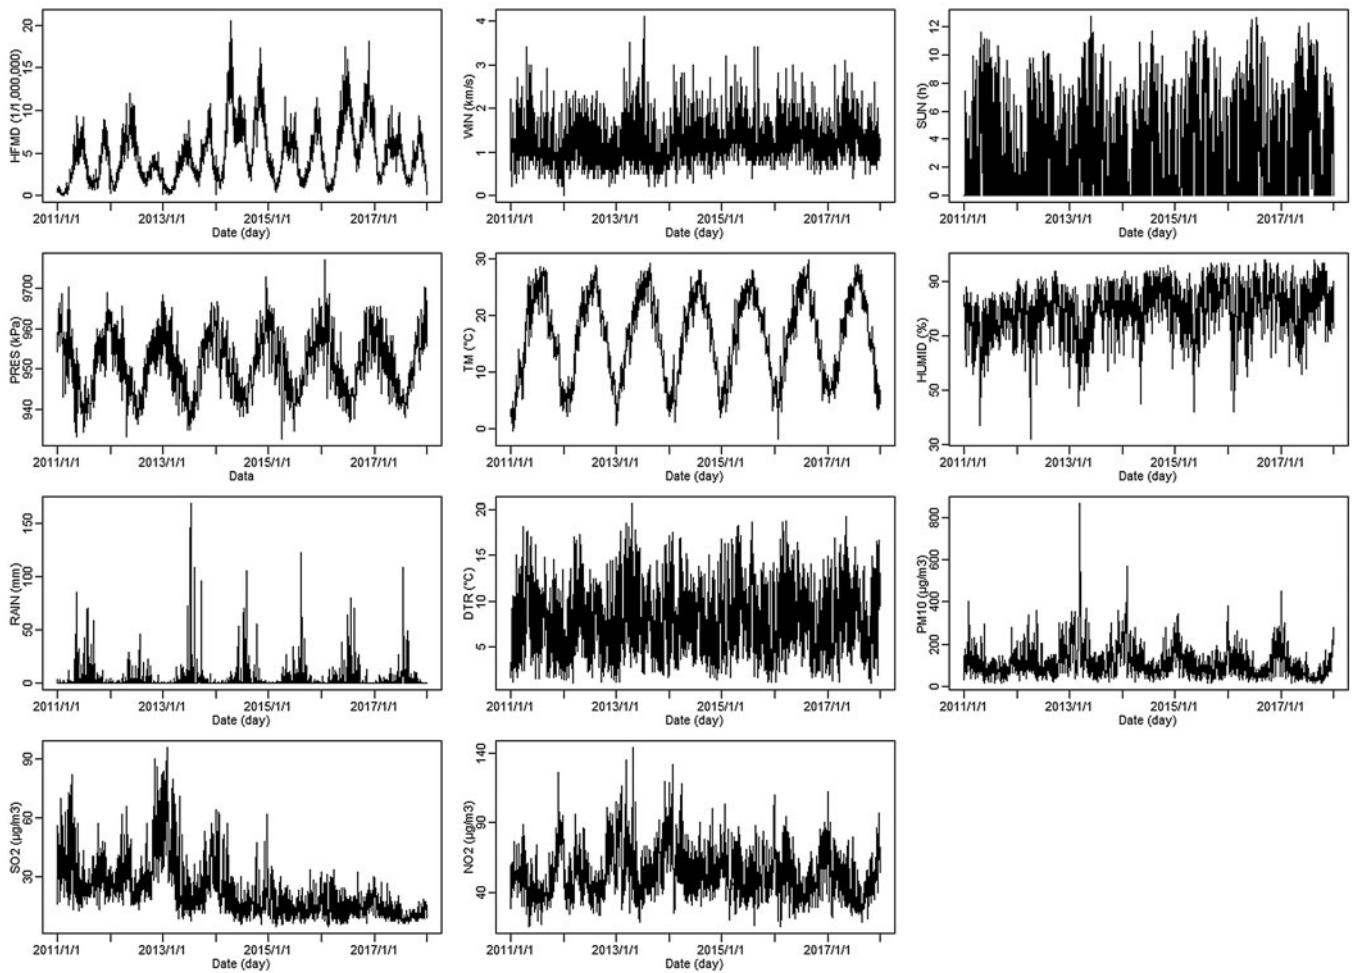 HFMD (1/1,000,000)
20
15
10
5
0
2011/1/1 2013/1/1 2015/1/1 2017/1/1
Date (day)
WIN (km/s)
4
3
2
1
0
2011/1/1 2013/1/1 2015/1/1 2017/1/1
Date (day)
SUN (h)
12
10
8
6
4
2
0
2011/1/1 2013/1/1 2015/1/1 2017/1/1
Date (day)
PRES (kPa)
9700
960
950
940
2011/1/1 2013/1/1 2015/1/1 2017/1/1
Data
TM (°C)
30
20
10
0
2011/1/1 2013/1/1 2015/1/1 2017/1/1
Date (day)
HUMID (%)
90
70
50
30
2011/1/1 2013/1/1 2015/1/1 2017/1/1
Date (day)
RAIN (mm)
150
100
50
0
2011/1/1 2013/1/1 2015/1/1 2017/1/1
Date (day)
DTR (°C)
20
15
10
5
2011/1/1 2013/1/1 2015/1/1 2017/1/1
Date (day)
PM10 (μg/m3)
800
600
400
200
0
2011/1/1 2013/1/1 2015/1/1 2017/1/1
Date (day)
SO2 (μg/m3)
90
60
30
2011/1/1 2013/1/1 2015/1/1 2017/1/1
Date (day)
NO2 (μg/m3)
140
90
40
2011/1/1 2013/1/1 2015/1/1 2017/1/1
Date (day)